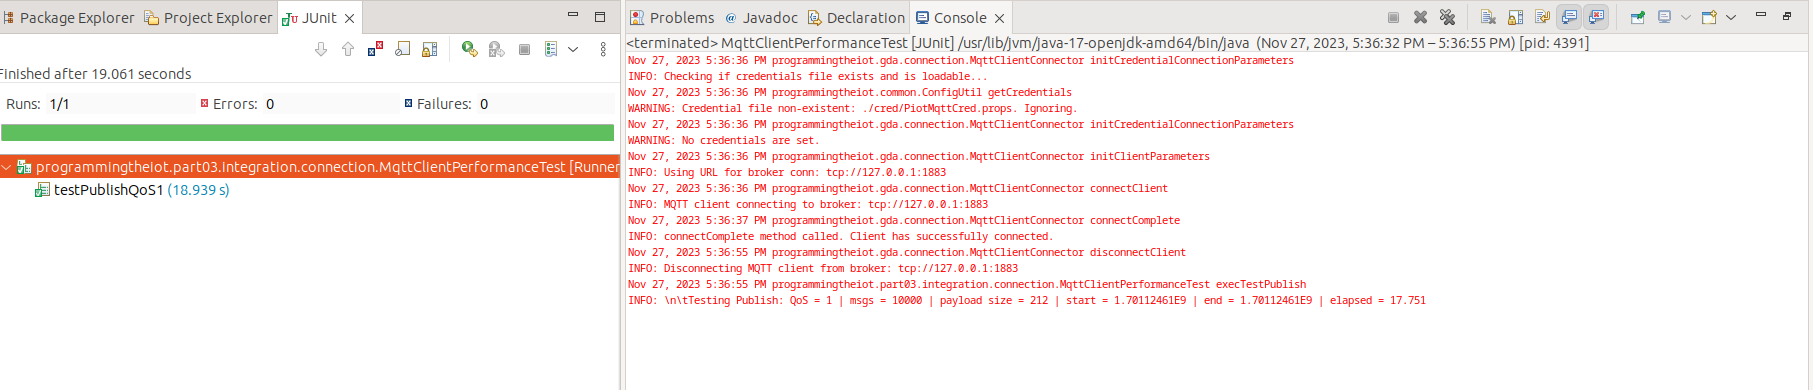 Package Explorer Project Explorer JUnit
Finished after 19.061 seconds
Runs: 1/1 Errors: 0 Failures: 0
programmingtheiot.part03.integration.connection.MqttClientPerformanceTest [Runner
testPublishQoS1 (18.939 s)
Problems Javadoc Declaration Console
<terminated> MqttClientPerformanceTest [JUnit] /usr/lib/jvm/java-17-openjdk-amd64/bin/java (Nov 27, 2023, 5:36:32 PM – 5:36:55 PM) [pid: 4391]
Nov 27, 2023 5:36:36 PM programmingtheiot.gda.connection.MqttClientConnector initCredentialConnectionParameters
INFO: Checking if credentials file exists and is loadable...
Nov 27, 2023 5:36:36 PM programmingtheiot.common.ConfigUtil getCredentials
WARNING: Credential file non-existent: ./cred/PiotMqttCred.props. Ignoring.
Nov 27, 2023 5:36:36 PM programmingtheiot.gda.connection.MqttClientConnector initCredentialConnectionParameters
WARNING: No credentials are set.
Nov 27, 2023 5:36:36 PM programmingtheiot.gda.connection.MqttClientConnector initClientParameters
INFO: Using URL for broker conn: tcp://127.0.0.1:1883
Nov 27, 2023 5:36:36 PM programmingtheiot.gda.connection.MqttClientConnector connectClient
INFO: MQTT client connecting to broker: tcp://127.0.0.1:1883
Nov 27, 2023 5:36:37 PM programmingtheiot.gda.connection.MqttClientConnector connectComplete
INFO: connectComplete method called. Client has successfully connected.
Nov 27, 2023 5:36:55 PM programmingtheiot.gda.connection.MqttClientConnector disconnectClient
INFO: Disconnecting MQTT client from broker: tcp://127.0.0.1:1883
Nov 27, 2023 5:36:55 PM programmingtheiot.part03.integration.connection.MqttClientPerformanceTest execTestPublish
INFO: \n\tTesting Publish: QoS = 1 | msgs = 10000 | payload size = 212 | start = 1.70112461E9 | end = 1.70112461E9 | elapsed = 17.751